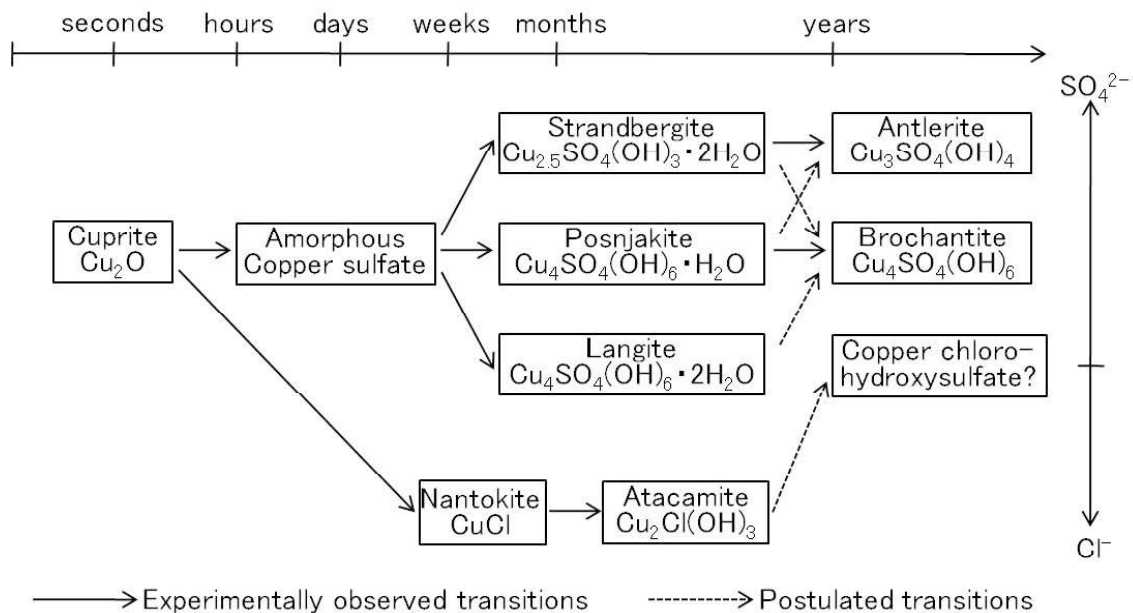 seconds hours days weeks months years
SO₄²⁻
Strandbergite
Cu₂.₅SO₄(OH)₃・2H₂O
Antlerite
Cu₃SO₄(OH)₄
Cuprite
Cu₂O
Amorphous
Copper sulfate
Posnjakite
Cu₄SO₄(OH)₆・H₂O
Brochantite
Cu₄SO₄(OH)₆
Langite
Cu₄SO₄(OH)₆・2H₂O
Copper chloro-
hydroxysulfate?
Nantokite
CuCl
Atacamite
Cu₂Cl(OH)₃
Cl⁻
Experimentally observed transitions
Postulated transitions